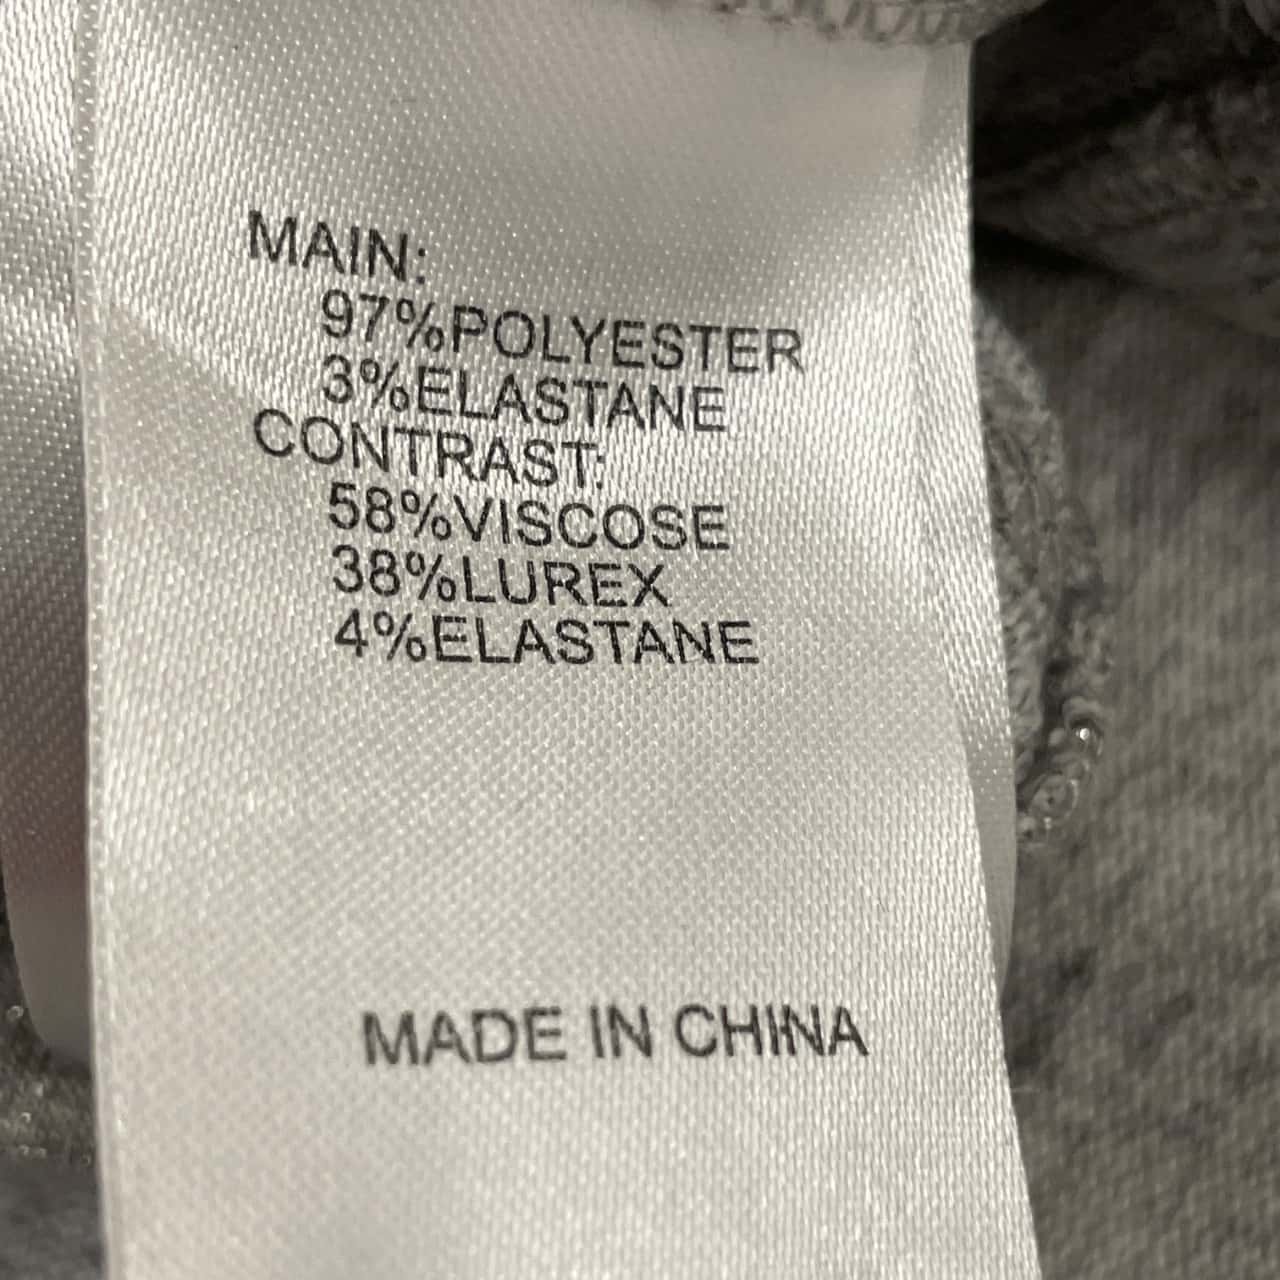 MAIN:
97%POLYESTER
3%ELASTANE
CONTRAST:
58%VISCOSE
38%LUREX
4%ELASTANE
MADE IN CHINA